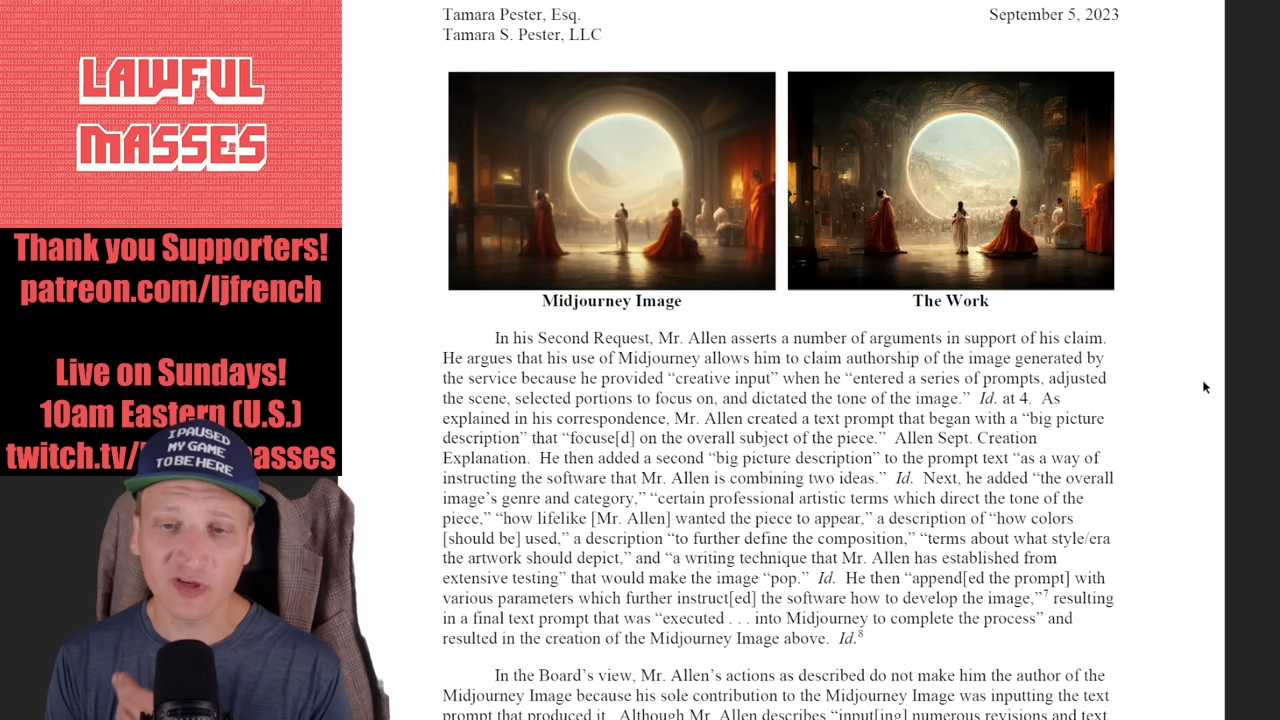 LAWFUL
MASSES
Thank you Supporters!
patreon.com/ljfrench
Live on Sundays!
10am Eastern (U.S.)
twitch.tv/ asses
I PAUSED
MY GAME
TO BE HERE
Tamara Pester, Esq. September 5, 2023
Tamara S. Pester, LLC
Midjourney Image The Work
In his Second Request, Mr. Allen asserts a number of arguments in support of his claim.
He argues that his use of Midjourney allows him to claim authorship of the image generated by
the service because he provided “creative input” when he “entered a series of prompts, adjusted
the scene, selected portions to focus on, and dictated the tone of the image.” Id. at 4. As
explained in his correspondence, Mr. Allen created a text prompt that began with a “big picture
description” that “focuse[d] on the overall subject of the piece.” Allen Sept. Creation
Explanation. He then added a second “big picture description” to the prompt text “as a way of
instructing the software that Mr. Allen is combining two ideas.” Id. Next, he added “the overall
image’s genre and category,” “certain professional artistic terms which direct the tone of the
piece,” “how lifelike [Mr. Allen] wanted the piece to appear,” a description of “how colors
[should be] used,” a description “to further define the composition,” “terms about what style/era
the artwork should depict,” and “a writing technique that Mr. Allen has established from
extensive testing” that would make the image “pop.” Id. He then “append[ed the prompt] with
various parameters which further instruct[ed] the software how to develop the image,”7 resulting
in a final text prompt that was “executed . . . into Midjourney to complete the process” and
resulted in the creation of the Midjourney Image above. Id.8
In the Board’s view, Mr. Allen’s actions as described do not make him the author of the
Midjourney Image because his sole contribution to the Midjourney Image was inputting the text
prompt that produced it. Although Mr. Allen describes “input[ing] numerous revisions and text